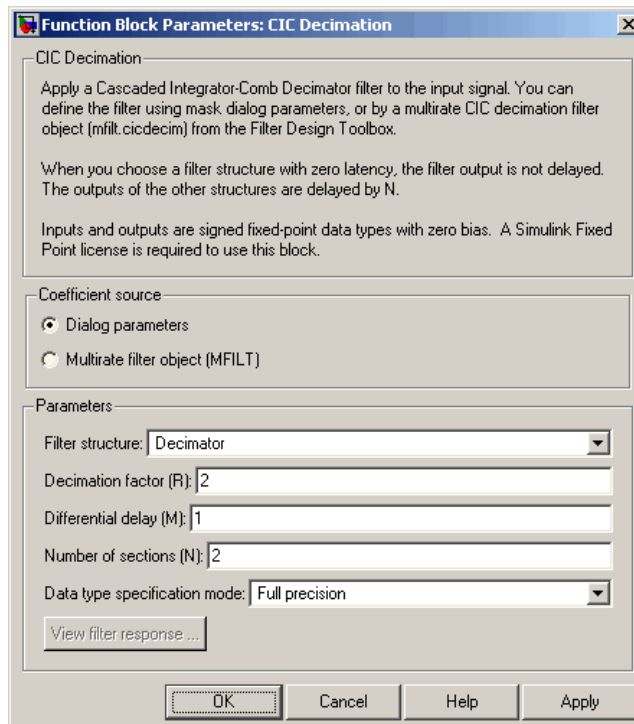 Function Block Parameters: CIC Decimation
CIC Decimation
Apply a Cascaded Integrator-Comb Decimator filter to the input signal. You can
define the filter using mask dialog parameters, or by a multirate CIC decimation filter
object (mfilt.cicdecim) from the Filter Design Toolbox.
When you choose a filter structure with zero latency, the filter output is not delayed.
The outputs of the other structures are delayed by N.
Inputs and outputs are signed fixed-point data types with zero bias. A Simulink Fixed
Point license is required to use this block.
Coefficient source
Dialog parameters
Multirate filter object (MFILT)
Parameters
Filter structure: Decimator
Decimation factor (R): 2
Differential delay (M): 1
Number of sections (N): 2
Data type specification mode: Full precision
View filter response ...
OK Cancel Help Apply